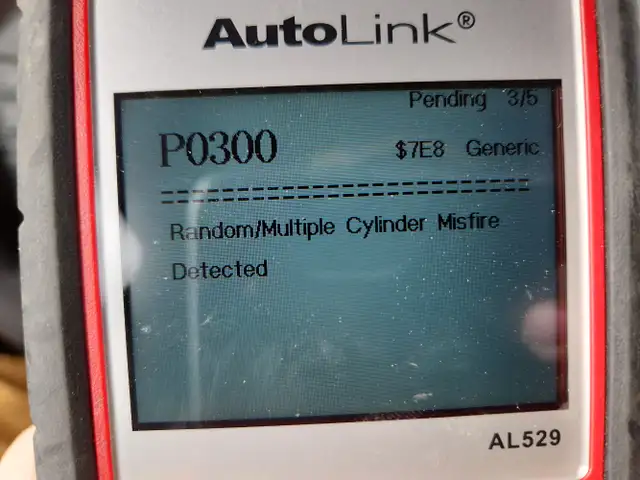 AutoLink®
Pending 3/5
P0300 $7E8 Generic
==============================
Random/Multiple Cylinder Misfire
Detected
AL529